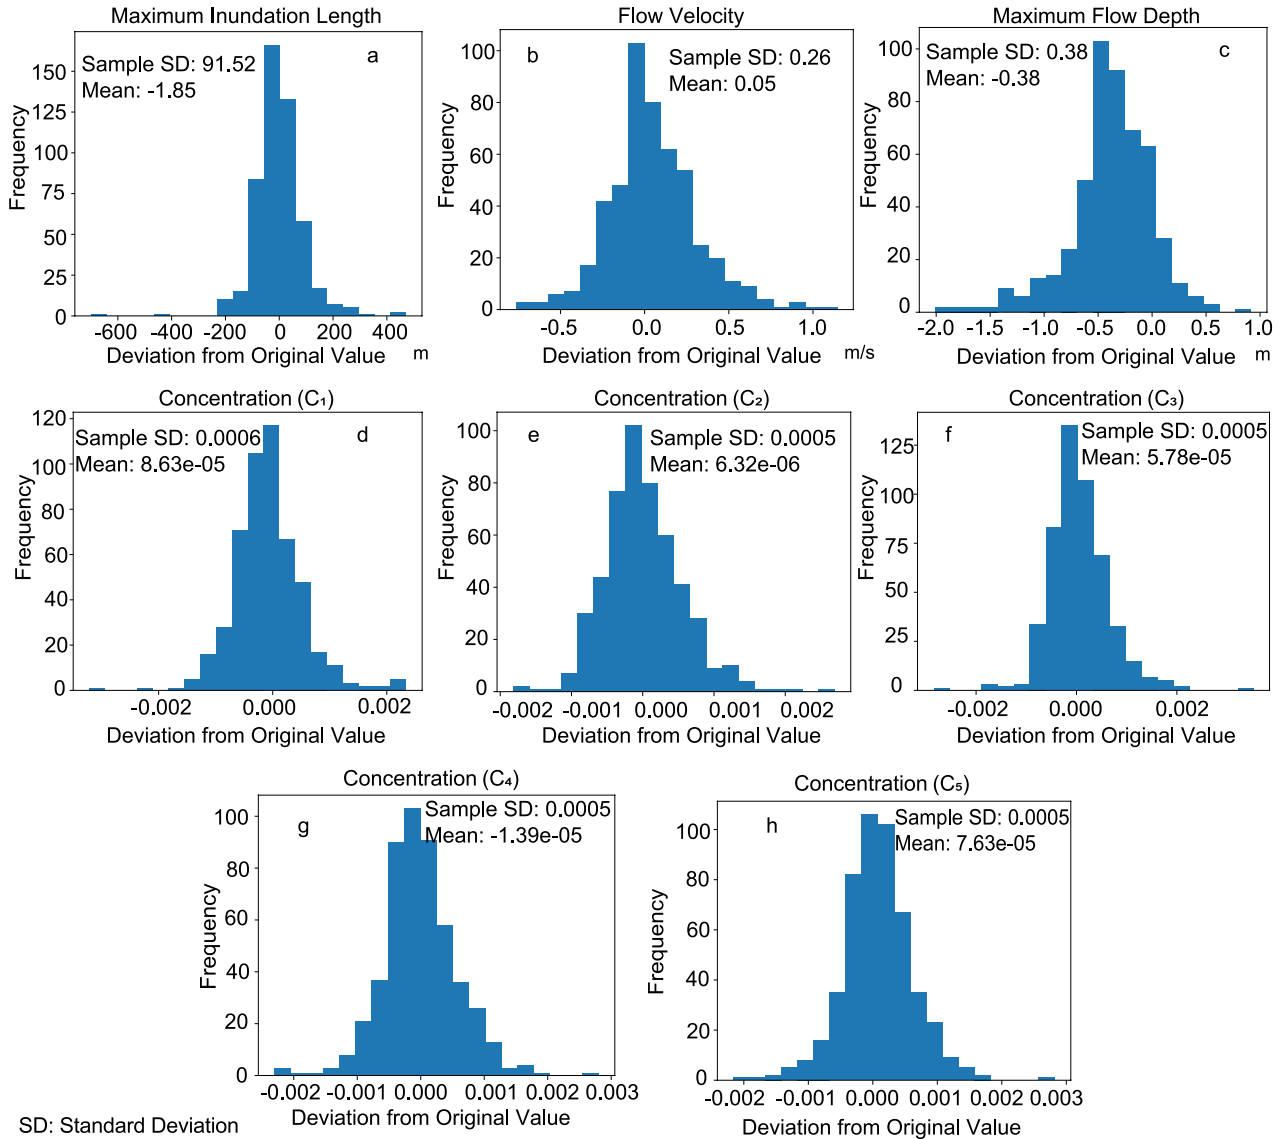 Maximum Inundation Length
Sample SD: 91.52
Mean: -1.85
a
Frequency
150
125
100
75
50
25
0
-600 -400 -200 0 200 400
Deviation from Original Value m
Flow Velocity
b
Sample SD: 0.26
Mean: 0.05
Frequency
100
80
60
40
20
0
-0.5 0.0 0.5 1.0
Deviation from Original Value m/s
Maximum Flow Depth
Sample SD: 0.38
Mean: -0.38
c
Frequency
100
80
60
40
20
0
-2.0 -1.5 -1.0 -0.5 0.0 0.5 1.0
Deviation from Original Value m
Concentration (C₁)
Sample SD: 0.0006
Mean: 8.63e-05
d
Frequency
120
100
80
60
40
20
0
-0.002 0.000 0.002
Deviation from Original Value
Concentration (C₂)
e
Sample SD: 0.0005
Mean: 6.32e-06
Frequency
100
80
60
40
20
0
-0.002 -0.001 0.000 0.001 0.002
Deviation from Original Value
Concentration (C₃)
f
Sample SD: 0.0005
Mean: 5.78e-05
Frequency
125
100
75
50
25
0
-0.002 0.000 0.002
Deviation from Original Value
Concentration (C₄)
g
Sample SD: 0.0005
Mean: -1.39e-05
Frequency
100
80
60
40
20
0
-0.002 -0.001 0.000 0.001 0.002 0.003
Deviation from Original Value
Concentration (C₅)
h
Sample SD: 0.0005
Mean: 7.63e-05
Frequency
100
80
60
40
20
0
-0.002 -0.001 0.000 0.001 0.002 0.003
Deviation from Original Value
SD: Standard Deviation